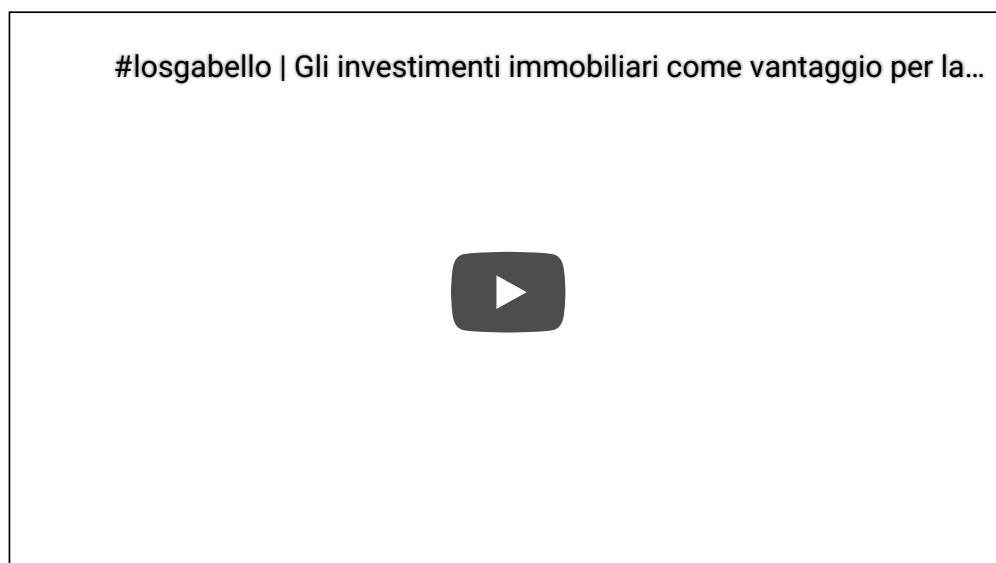 #losgabello | Gli investimenti immobiliari come vantaggio per la…